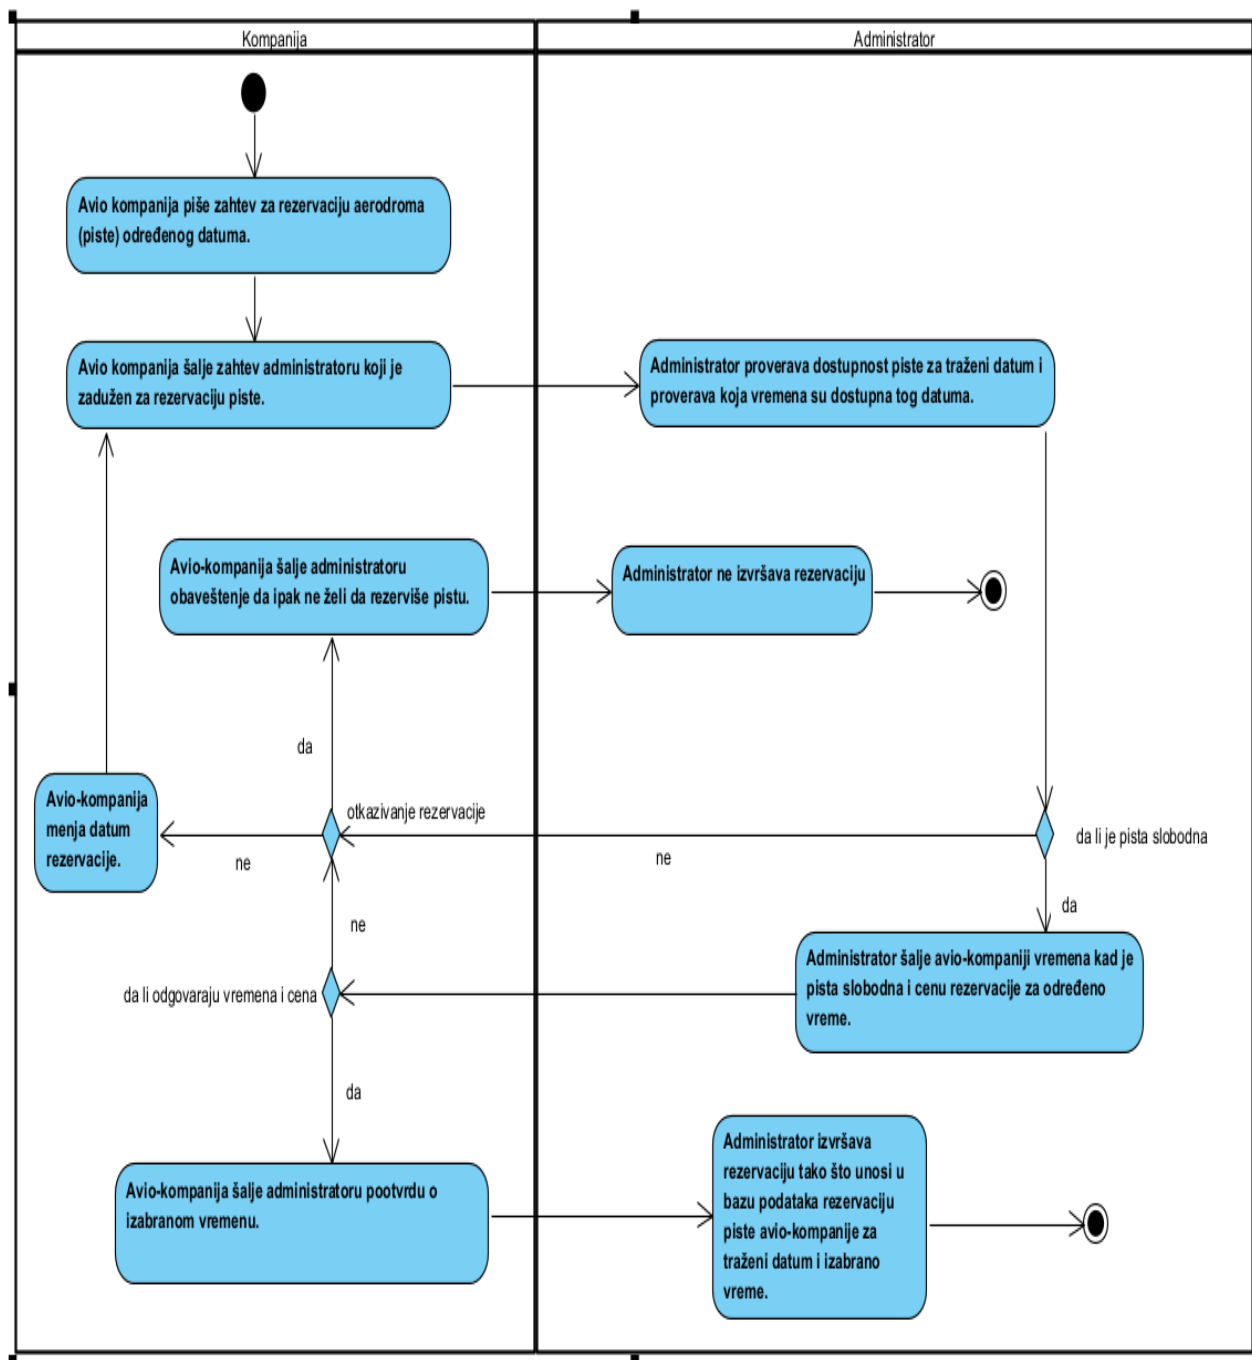 Kompanija
Administrator
Avio kompanija piše zahtev za rezervaciju aerodroma
(piste) određenog datuma.
Avio kompanija šalje zahtev administratoru koji je
zadužen za rezervaciju piste.
Administrator proverava dostupnost piste za traženi datum i
proverava koja vremena su dostupna tog datuma.
Avio-kompanija šalje administratoru
obaveštenje da ipak ne želi da rezerviše pistu.
Administrator ne izvršava rezervaciju
da
Avio-kompanija
menja datum
rezervacije.
otkazivanje rezervacije
ne
ne
da li je pista slobodna
da
ne
Administrator šalje avio-kompaniji vremena kad je
pista slobodna i cenu rezervacije za određeno
vreme.
da li odgovaraju vremena i cena
da
Avio-kompanija šalje administratoru pootvrdu o
izabranom vremenu.
Administrator izvršava
rezervaciju tako što unosi u
bazu podataka rezervaciju
piste avio-kompanije za
traženi datum i izabrano
vreme.